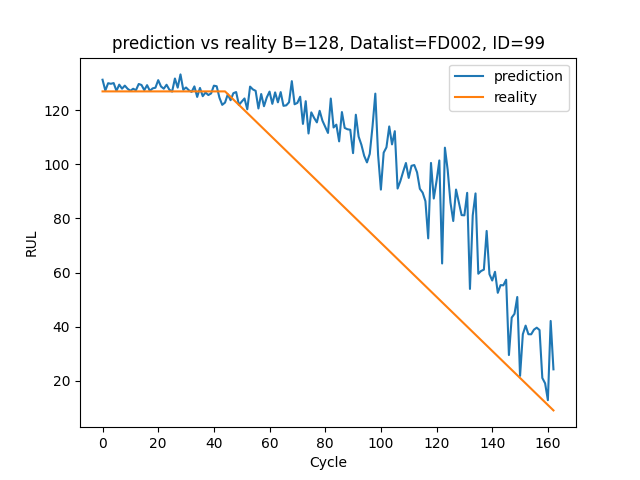 prediction vs reality B=128, Datalist=FD002, ID=99
prediction
reality
RUL
120
100
80
60
40
20
0 20 40 60 80 100 120 140 160
Cycle